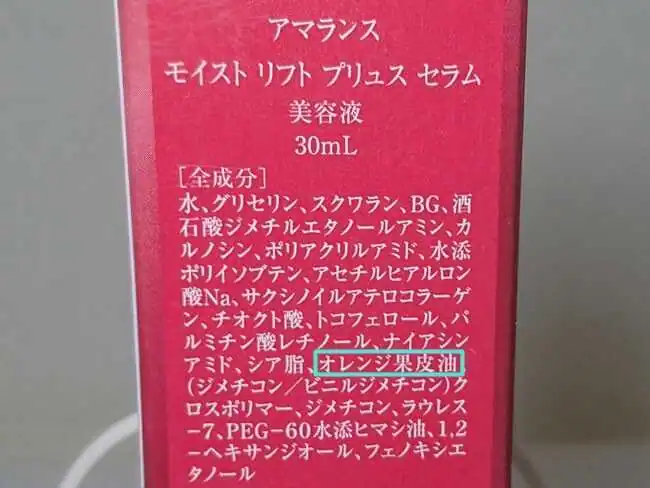 アマランス
モイスト リフト プリュス セラム
美容液
30mL
[全成分]
水、グリセリン、スクワラン、BG、酒
石酸ジメチルエタノールアミン、カ
ルノシン、ポリアクリルアミド、水添
ポリイソブテン、アセチルヒアルロン
酸Na、サクシノイルアテロコラーゲ
ン、チオクト酸、トコフェロール、パ
ルミチン酸レチノール、ナイアシン
アミド、シア脂、オレンジ果皮油、
(ジメチコン/ビニルジメチコン)ク
ロスポリマー、ジメチコン、ラウレス
-7、PEG-60水添ヒマシ油、1,2
-ヘキサンジオール、フェノキシエ
タノール